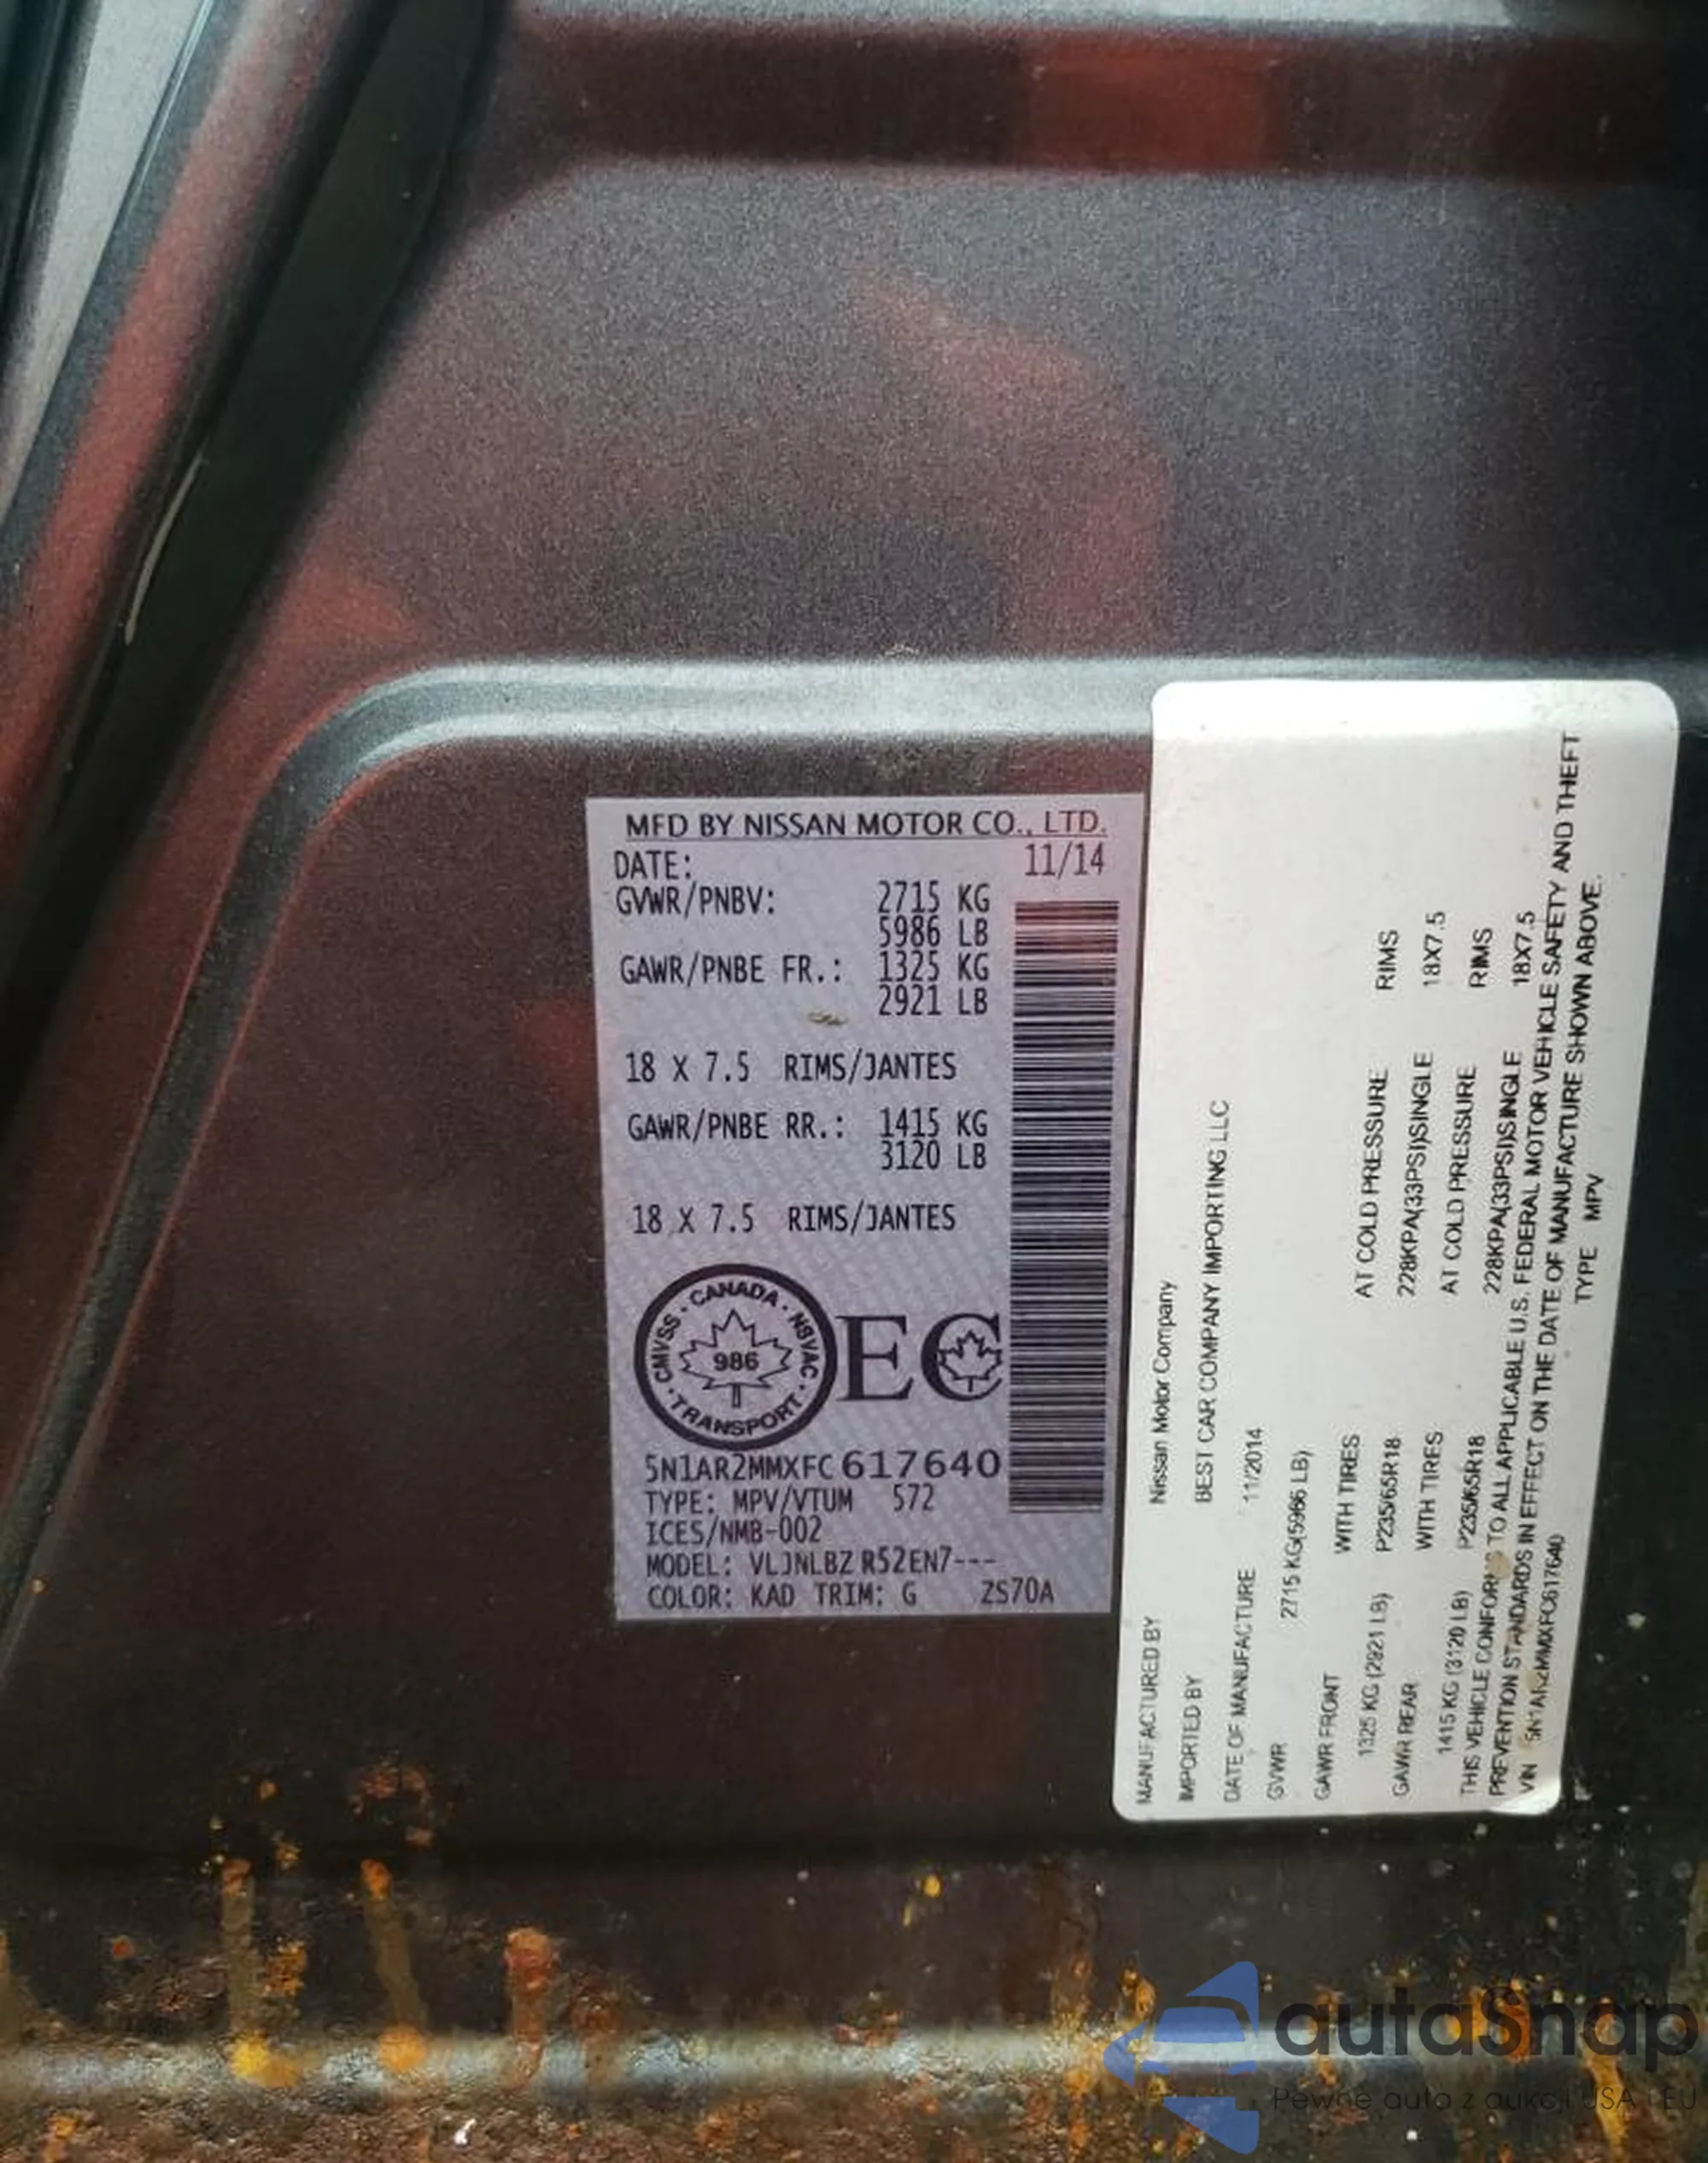 MFD BY NISSAN MOTOR CO., LTD.
DATE: 11/14
GVWR/PNBV: 2715 KG
5986 LB
GAWR/PNBE FR.: 1325 KG
2921 LB
18 X 7.5 RIMS/JANTES
GAWR/PNBE RR.: 1415 KG
3120 LB
18 X 7.5 RIMS/JANTES
CMVSS · CANADA · NSVAC · TRANSPORT
986
EC
5N1AR2MMXFC617640
TYPE: MPV/VTUM 572
ICES/NMB-002
MODEL: VLJNLBZ R52EN7---
COLOR: KAD TRIM: G ZS70A
MANUFACTURED BY Nissan Motor Company
IMPORTED BY BEST CAR COMPANY IMPORTING LLC
DATE OF MANUFACTURE 11/2014
GVWR 2715 KG(5986 LB)
GAWR FRONT WITH TIRES AT COLD PRESSURE RIMS
1325 KG (2921 LB) P235/65R18 228KPA(33PSI)SINGLE 18X7.5
GAWR REAR WITH TIRES AT COLD PRESSURE RIMS
1415 KG (3120 LB) P235/65R18 228KPA(33PSI)SINGLE 18X7.5
THIS VEHICLE CONFORMS TO ALL APPLICABLE U.S. FEDERAL MOTOR VEHICLE SAFETY AND THEFT
PREVENTION STANDARDS IN EFFECT ON THE DATE OF MANUFACTURE SHOWN ABOVE.
VIN 5N1AR2MMXFC617640 TYPE MPV
autaSnap
Pewne auta z aukcji USA i EU